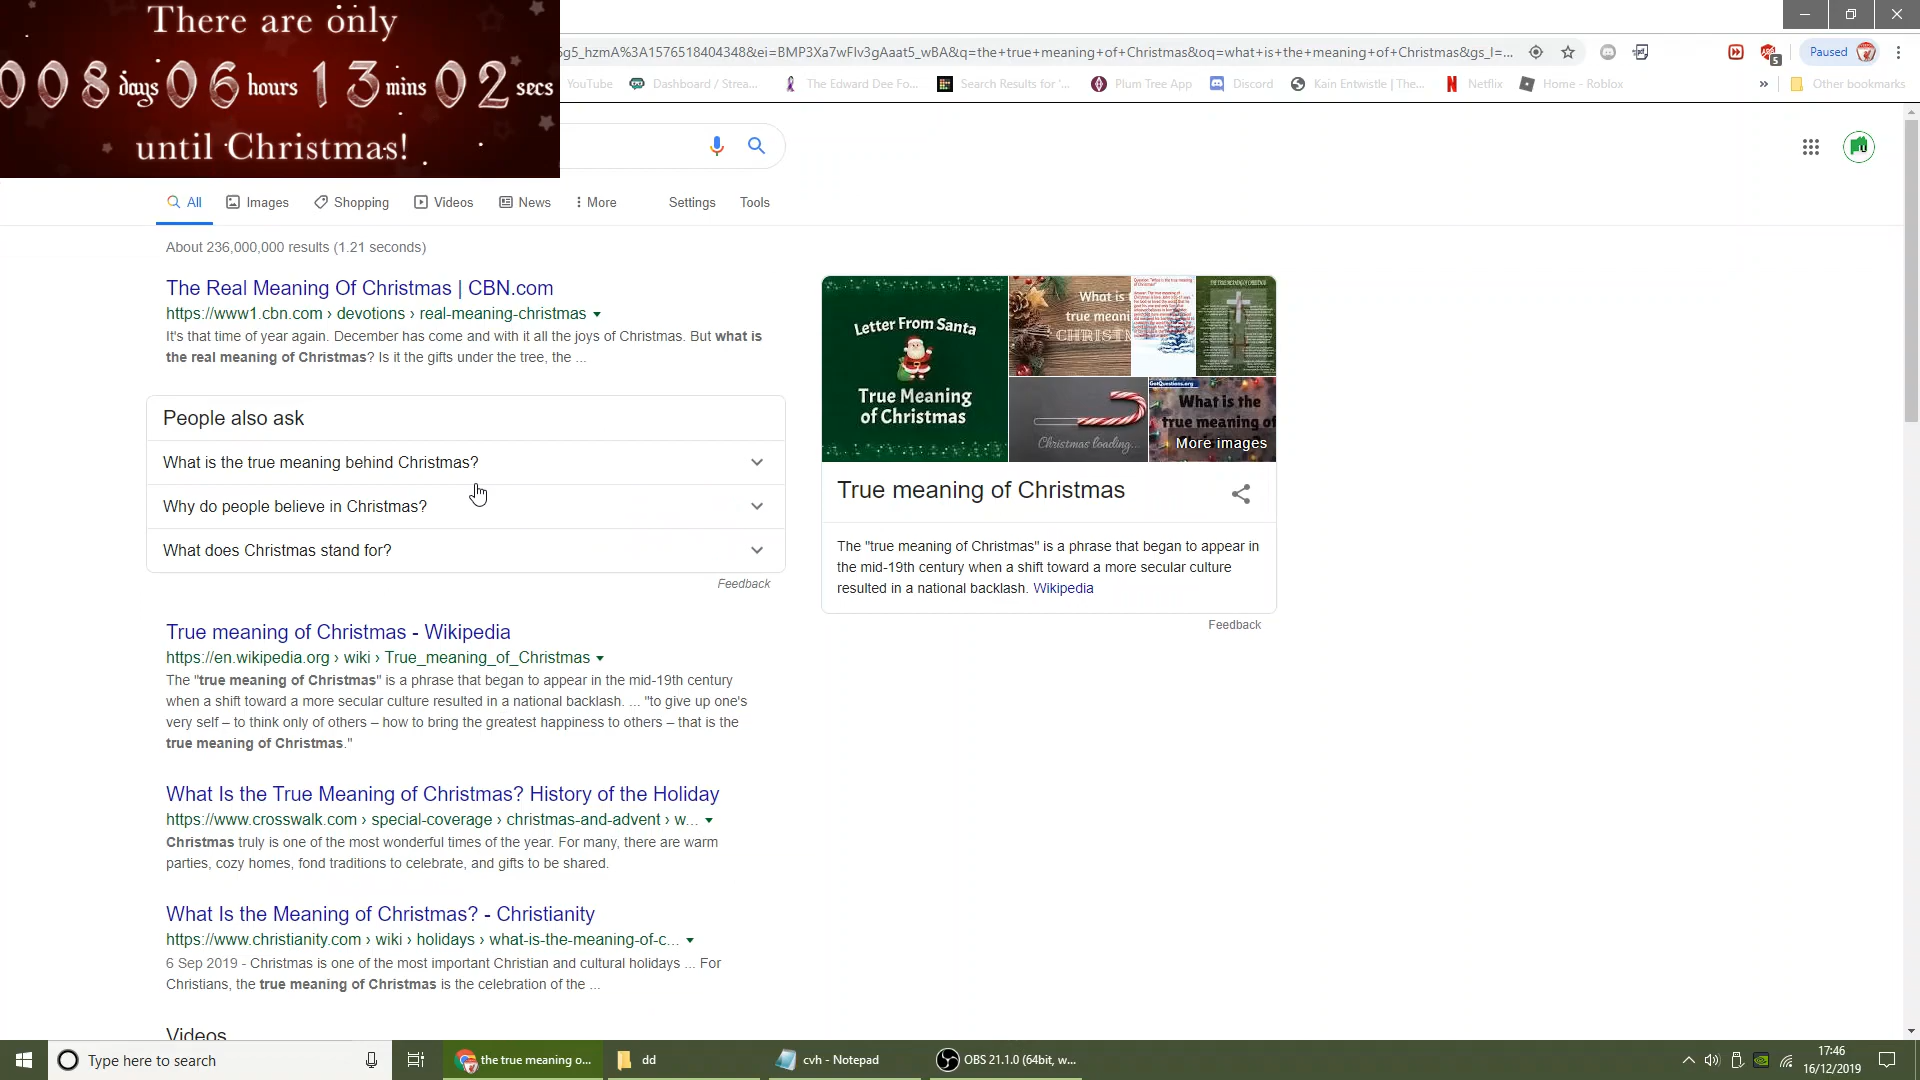 There are only
008 days 06 hours 13 mins 02 secs
until Christmas!
5g5_hzmA%3A1576518404348&ei=BMP3Xa7wFIv3gAaat5_wBA&q=the+true+meaning+of+Christmas&oq=what+is+the+meaning+of+Christmas&gs_l=...
Paused
YouTube
Dashboard / Strea...
The Edward Dee Fo...
Search Results for '...
Plum Tree App
Discord
Kain Entwistle | The...
Netflix
Home - Roblox
»
Other bookmarks
All
Images
Shopping
Videos
News
More
Settings
Tools
About 236,000,000 results (1.21 seconds)
The Real Meaning Of Christmas | CBN.com
https://www1.cbn.com › devotions › real-meaning-christmas
It's that time of year again. December has come and with it all the joys of Christmas. But what is
the real meaning of Christmas? Is it the gifts under the tree, the ...
People also ask
What is the true meaning behind Christmas?
Why do people believe in Christmas?
What does Christmas stand for?
Feedback
True meaning of Christmas - Wikipedia
https://en.wikipedia.org › wiki › True_meaning_of_Christmas
The "true meaning of Christmas" is a phrase that began to appear in the mid-19th century
when a shift toward a more secular culture resulted in a national backlash. ... "to give up one's
very self – to think only of others – how to bring the greatest happiness to others – that is the
true meaning of Christmas."
What Is the True Meaning of Christmas? History of the Holiday
https://www.crosswalk.com › special-coverage › christmas-and-advent › w...
Christmas truly is one of the most wonderful times of the year. For many, there are warm
parties, cozy homes, fond traditions to celebrate, and gifts to be shared.
What Is the Meaning of Christmas? - Christianity
https://www.christianity.com › wiki › holidays › what-is-the-meaning-of-c...
6 Sep 2019 - Christmas is one of the most important Christian and cultural holidays ... For
Christians, the true meaning of Christmas is the celebration of the ...
Videos
Letter From Santa
True Meaning
of Christmas
What is t
true meani
CHRISTM
THE TRUE MEANING OF CHRISTMAS
Christmas loading...
GotQuestions.org
What is the
true meaning of
More images
True meaning of Christmas
The "true meaning of Christmas" is a phrase that began to appear in
the mid-19th century when a shift toward a more secular culture
resulted in a national backlash. Wikipedia
Feedback
Type here to search
the true meaning o...
dd
cvh - Notepad
OBS 21.1.0 (64bit, w...
17:46
16/12/2019